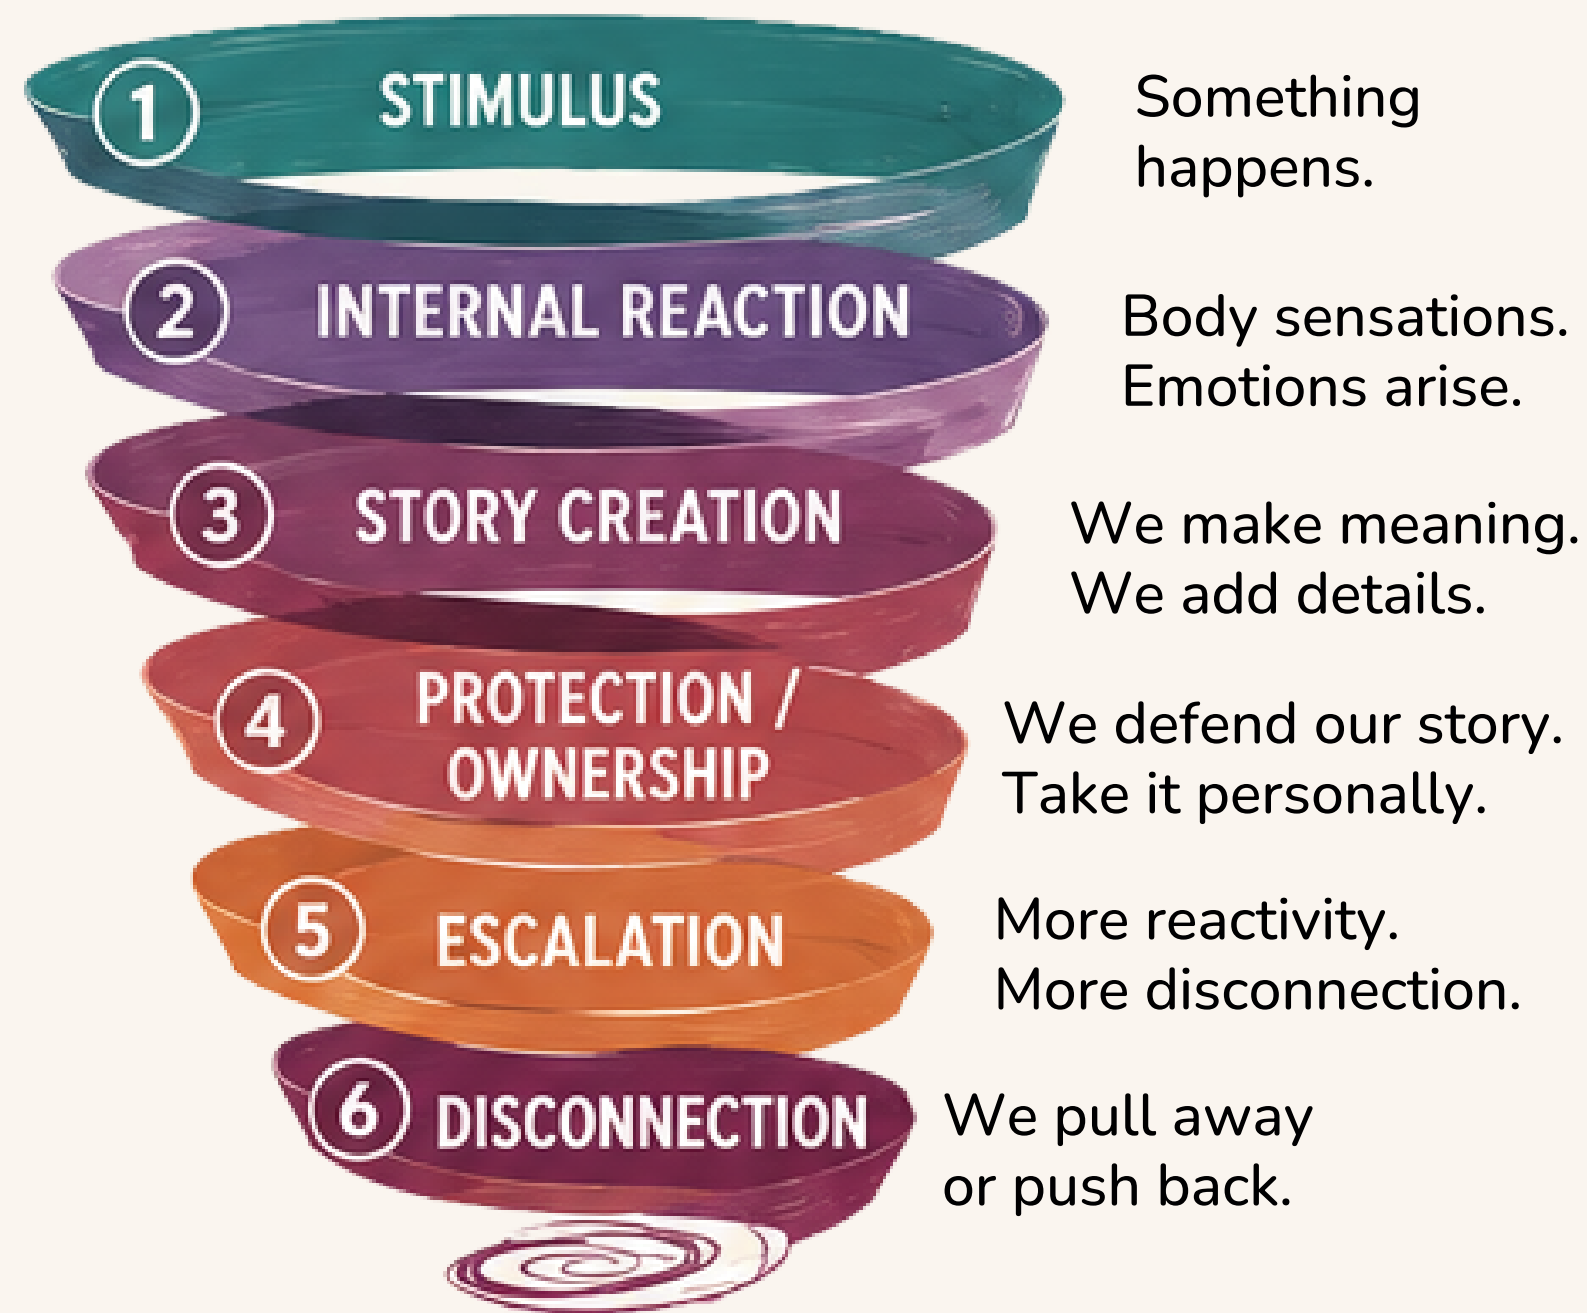 1
STIMULUS
Something
happens.
2
INTERNAL REACTION
Body sensations.
Emotions arise.
3
STORY CREATION
We make meaning.
We add details.
4
PROTECTION /
OWNERSHIP
We defend our story.
Take it personally.
5
ESCALATION
More reactivity.
More disconnection.
6
DISCONNECTION
We pull away
or push back.